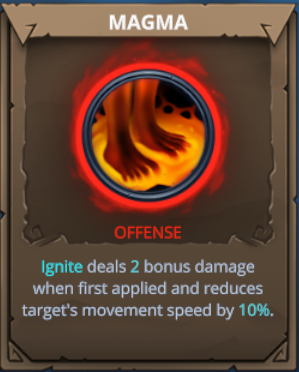 MAGMA
OFFENSE
Ignite deals 2 bonus damage
when first applied and reduces
target's movement speed by 10%.